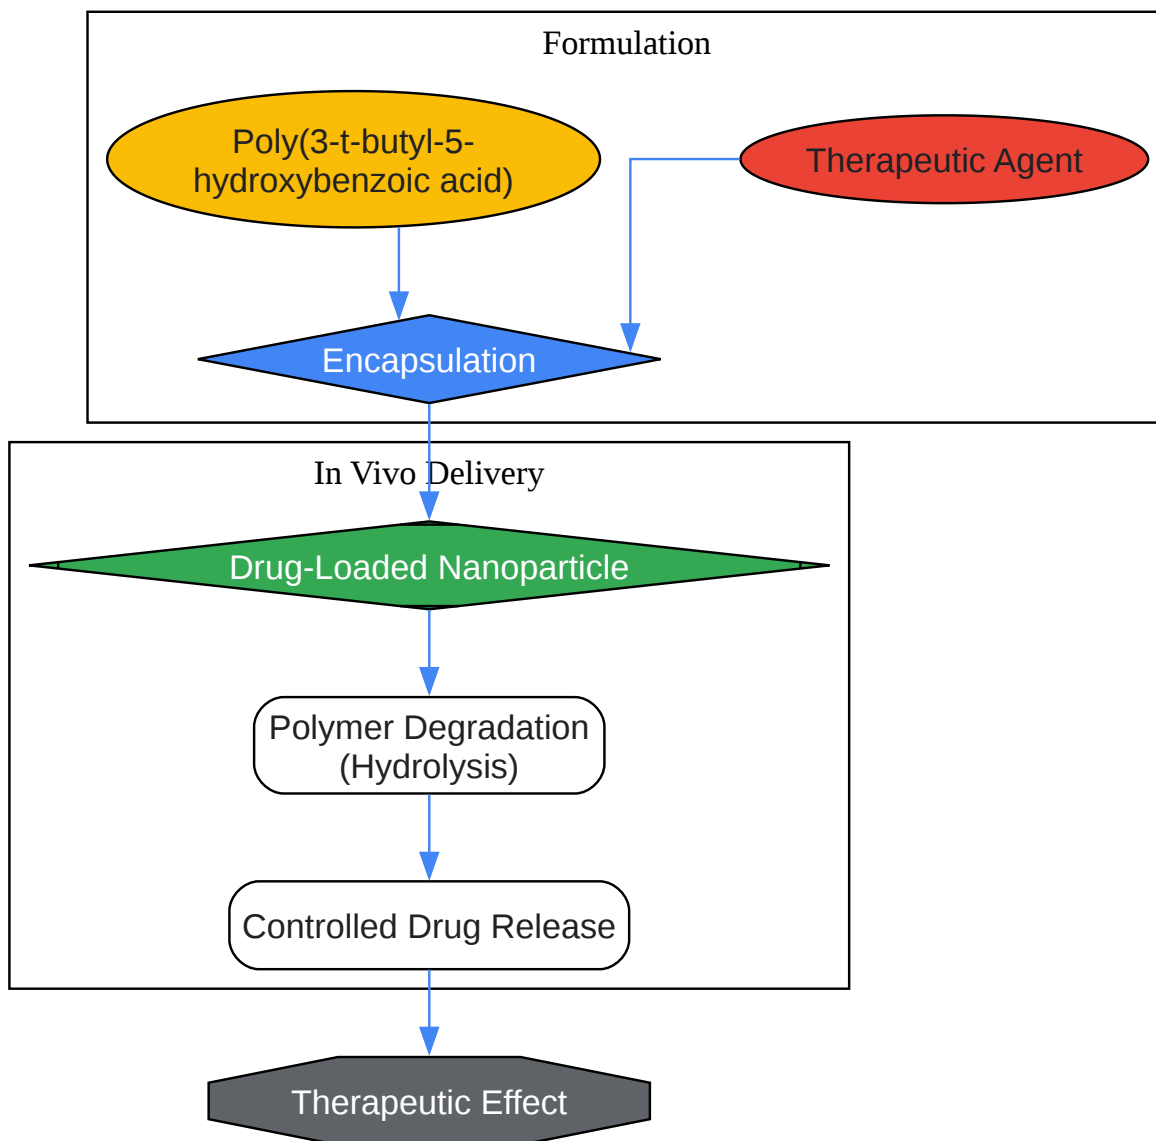 Formulation
Poly(3-t-butyl-5-
hydroxybenzoic acid)
Therapeutic Agent
Encapsulation
In Vivo Delivery
Drug-Loaded Nanoparticle
Polymer Degradation
(Hydrolysis)
Controlled Drug Release
Therapeutic Effect